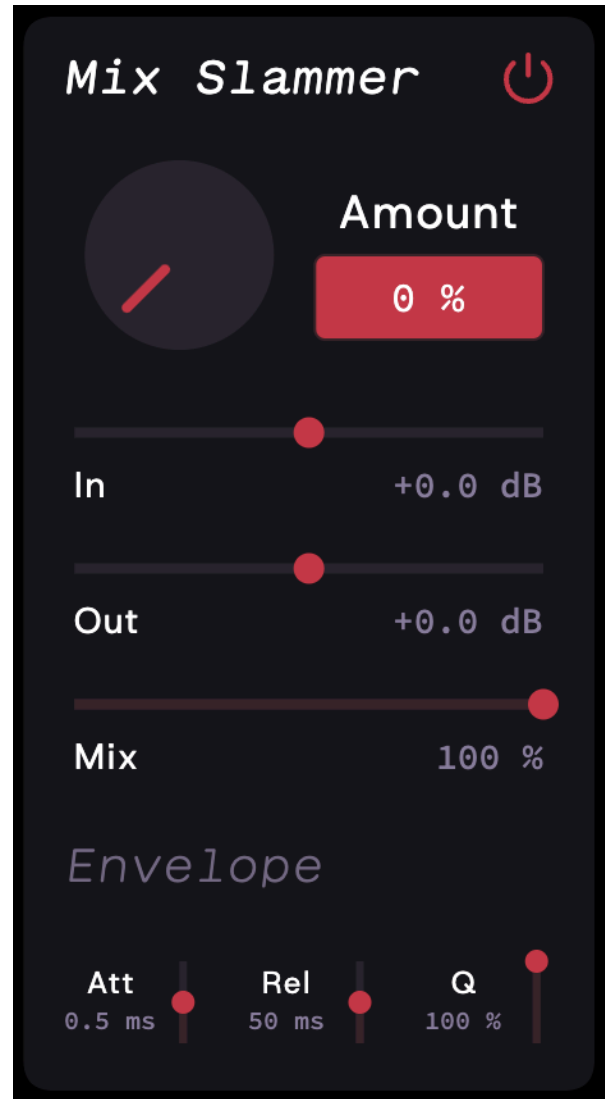 Mix Slammer
Amount
0 %
In +0.0 dB
Out +0.0 dB
Mix 100 %
Envelope
Att Rel Q
0.5 ms 50 ms 100 %